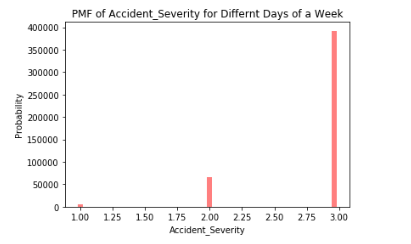 PMF of Accident_Severity for Differnt Days of a Week
400000
350000
300000
250000
200000
150000
100000
50000
0
Probability
1.00 1.25 1.50 1.75 2.00 2.25 2.50 2.75 3.00
Accident_Severity